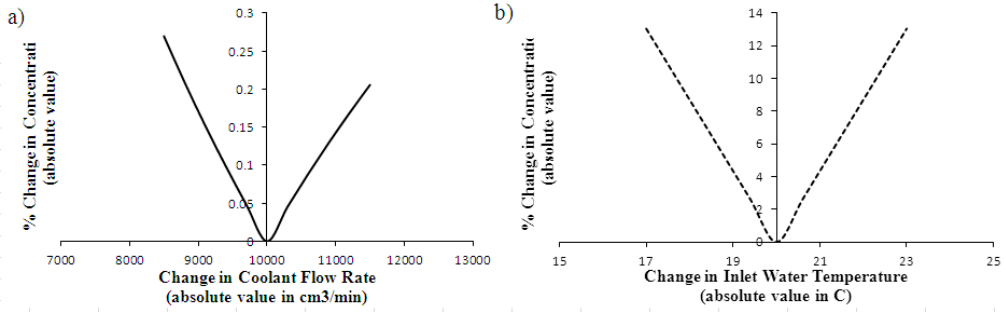 a)
% Change in Concentrati
(absolute value)
0.3
0.25
0.2
0.15
0.1
0.05
0
7000 8000 9000 10000 11000 12000 13000
Change in Coolant Flow Rate
(absolute value in cm3/min)
b)
% Change in Concentratic
(absolute value)
14
12
10
8
6
4
2
0
15 17 19 21 23 25
Change in Inlet Water Temperature
(absolute value in C)